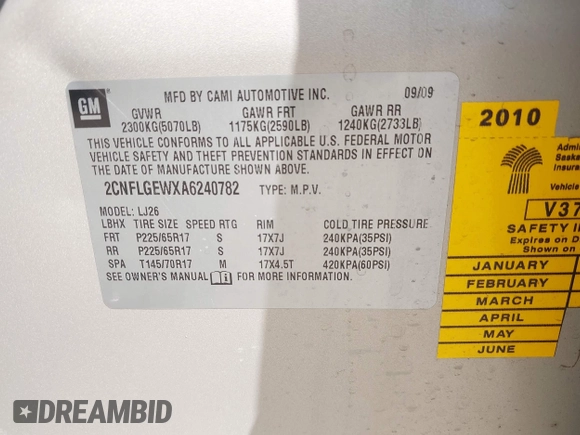 GM
MFD BY CAMI AUTOMOTIVE INC. 09/09
GVWR GAWR FRT GAWR RR
2300KG(5070LB) 1175KG(2590LB) 1240KG(2733LB)
THIS VEHICLE CONFORMS TO ALL APPLICABLE U.S. FEDERAL MOTOR
VEHICLE SAFETY AND THEFT PREVENTION STANDARDS IN EFFECT ON
THE DATE OF MANUFACTURE SHOWN ABOVE.
2CNFLGEWXA6240782 TYPE: M.P.V.
MODEL: LJ26
LBHX TIRE SIZE SPEED RTG RIM COLD TIRE PRESSURE
FRT P225/65R17 S 17X7J 240KPA(35PSI)
RR P225/65R17 S 17X7J 240KPA(35PSI)
SPA T145/70R17 M 17X4.5T 420KPA(60PSI)
SEE OWNER'S MANUAL FOR MORE INFORMATION.
2010
V37
SAFETY
Expires on
Shown on
JANUARY
FEBRUARY
MARCH
APRIL
MAY
JUNE
DREAMBID